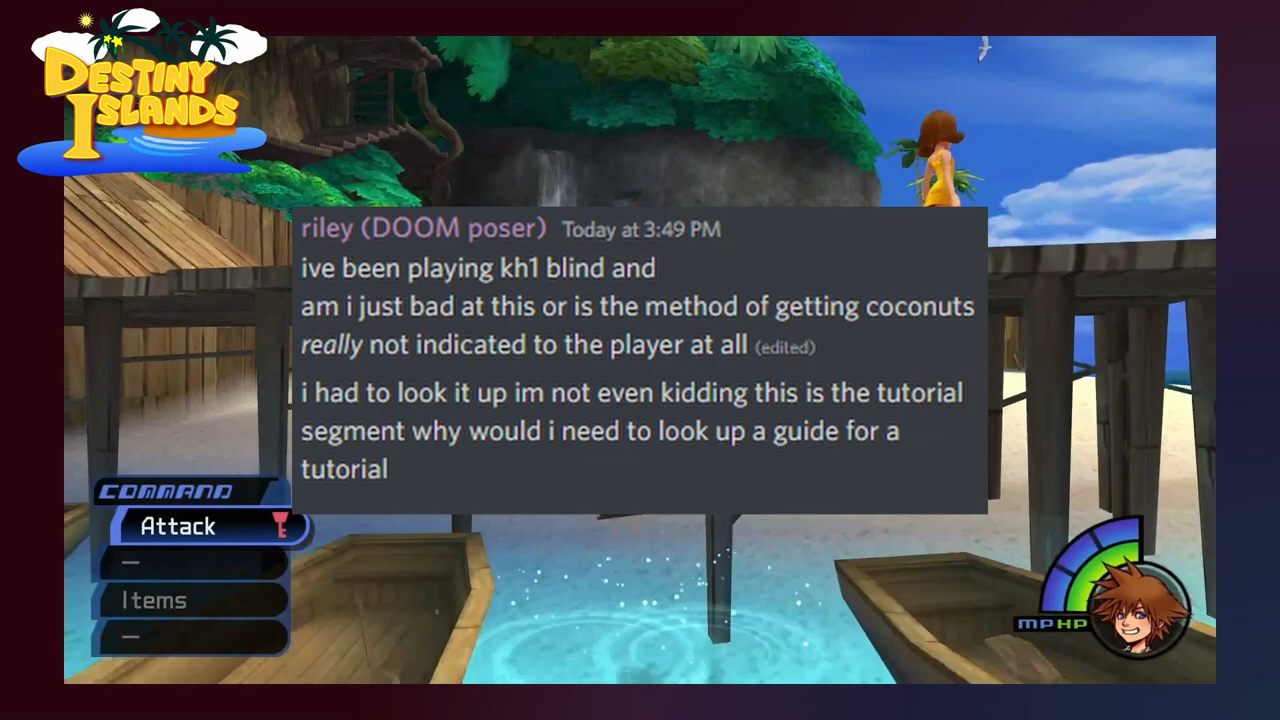 DESTINY
ISLANDS
riley (DOOM poser) Today at 3:49 PM
ive been playing kh1 blind and
am i just bad at this or is the method of getting coconuts
really not indicated to the player at all (edited)
i had to look it up im not even kidding this is the tutorial
segment why would i need to look up a guide for a
tutorial
COMMAND
Attack
Items
MP HP